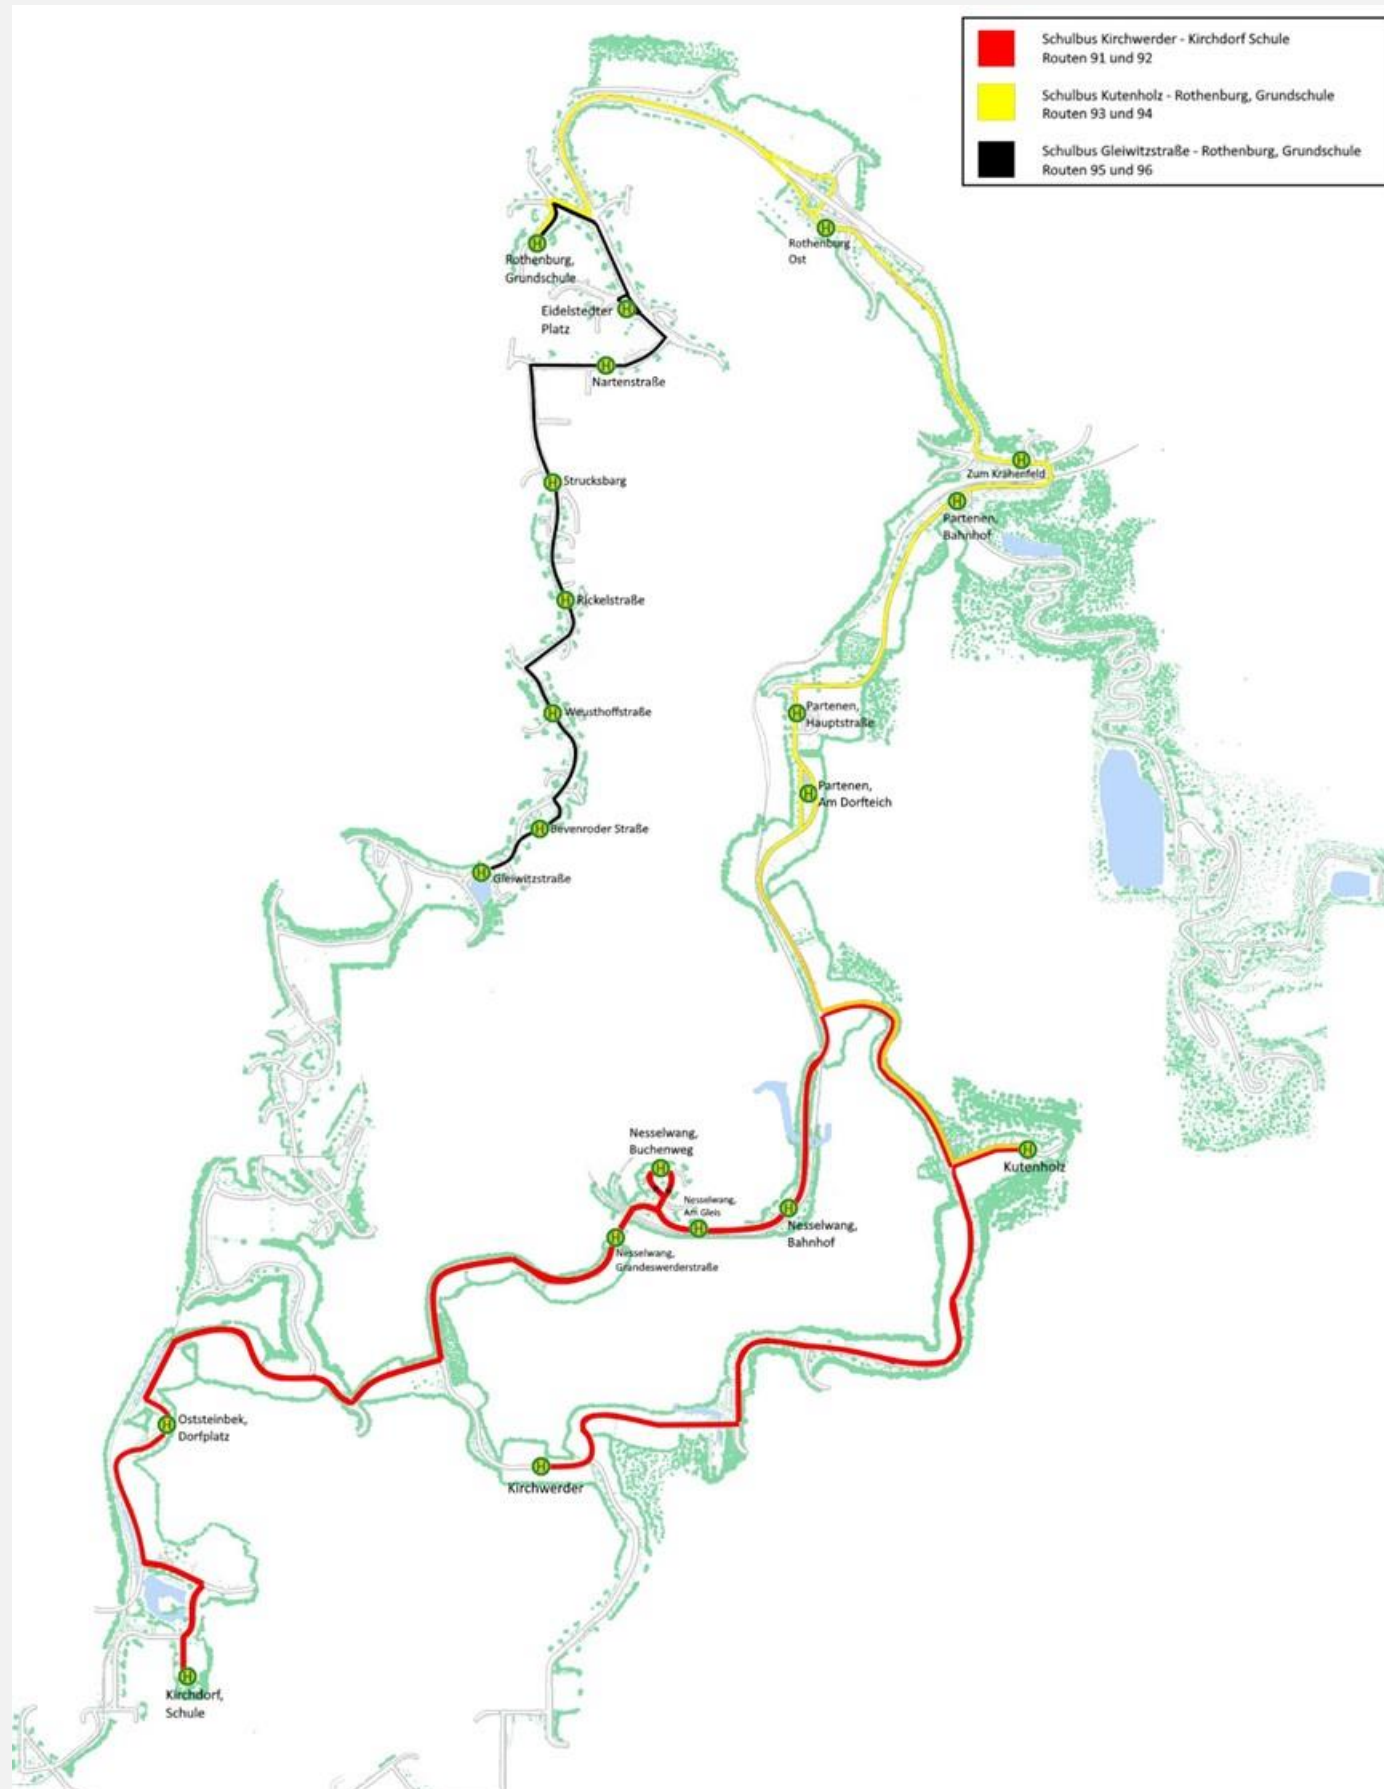 Schulbus Kirchwerder - Kirchdorf Schule
Routen 91 und 92
Schulbus Kutenholz - Rothenburg, Grundschule
Routen 93 und 94
Schulbus Gleiwitzstraße - Rothenburg, Grundschule
Routen 95 und 96
H
Rothenburg
Ost
H
Rothenburg,
Grundschule
H
Eidelstedter
Platz
H
Nartenstraße
H
Zum Krähenfeld
H
Strucksbarg
H
Partenen,
Bahnhof
H
Rickelstraße
H
Weusthoffstraße
H
Partenen,
Hauptstraße
H
Partenen,
Am Dorfteich
H
Bevenroder Straße
H
Gleiwitzstraße
Nesselwang,
Buchenweg
H
H
Kutenholz
Nesselwang,
Am Gleis
H
H
Nesselwang,
Bahnhof
H
Nesselwang,
Grandeswerderstraße
H
Oststeinbek,
Dorfplatz
H
Kirchwerder
H
Kirchdorf,
Schule